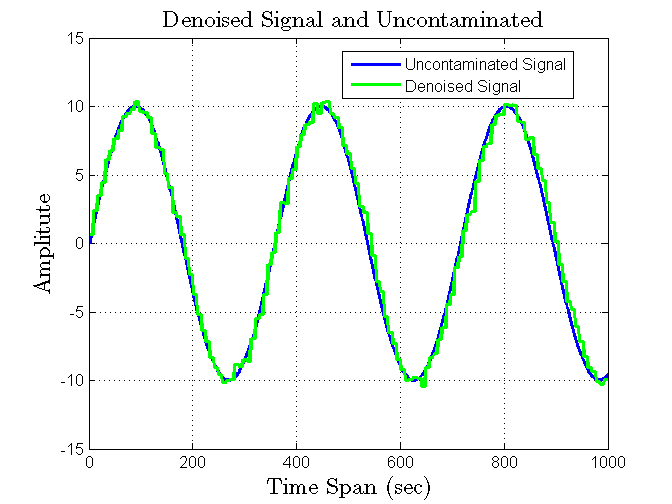 Denoised Signal and Uncontaminated
Uncontaminated Signal
Denoised Signal
Amplitude
15
10
5
0
-5
-10
-15
0 200 400 600 800 1000
Time Span (sec)